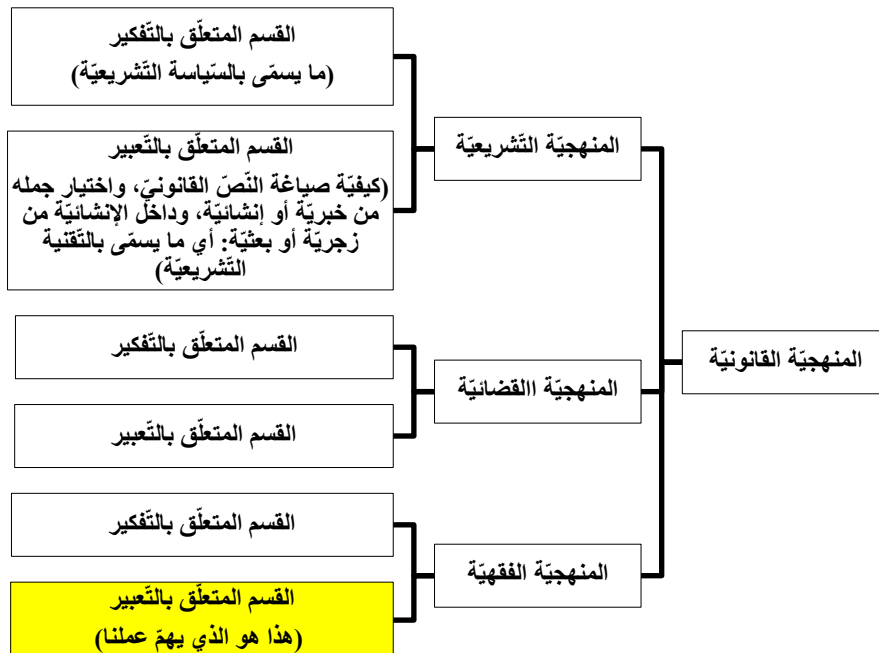 المنهجيّة القانونيّة
المنهجيّة التّشريعيّة
القسم المتعلّق بالتّفكير
(ما يسمّى بالسّياسة التّشريعيّة)
القسم المتعلّق بالتّعبير
(كيفيّة صياغة النّصّ القانونيّ، واختيار جمله
من خبريّة أو إنشائيّة، وداخل الإنشائيّة من
زجريّة أو بعثيّة: أي ما يسمّى بالتّقنية
التّشريعيّة)
المنهجيّة االقضائيّة
القسم المتعلّق بالتّفكير
القسم المتعلّق بالتّعبير
المنهجيّة الفقهيّة
القسم المتعلّق بالتّفكير
القسم المتعلّق بالتّعبير
(هذا هو الذي يهمّ عملنا)